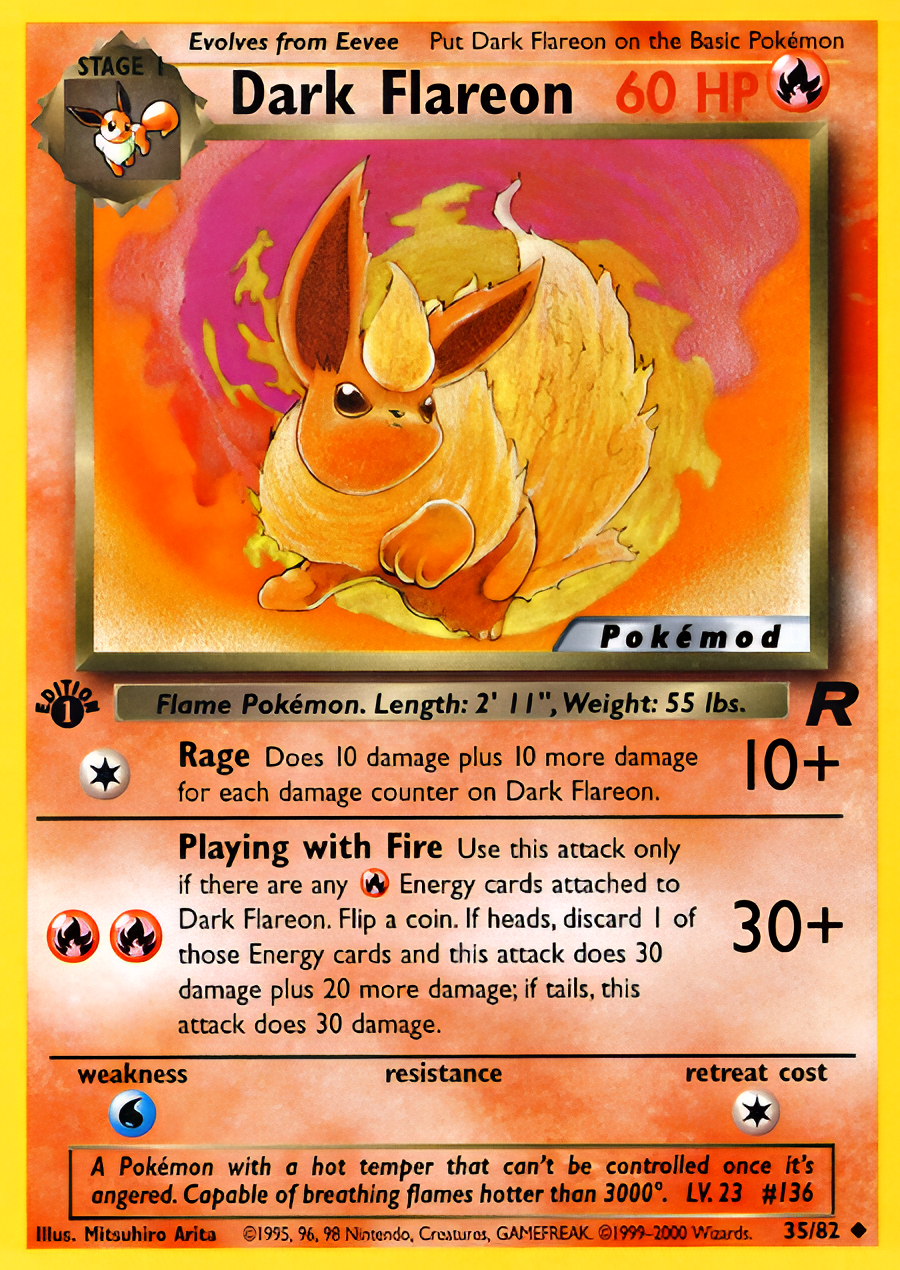 Evolves from Eevee Put Dark Flareon on the Basic Pokémon
STAGE 1
Dark Flareon 60 HP
Pokémod
EDITION
1
Flame Pokémon. Length: 2' 11", Weight: 55 lbs.
R
Rage Does 10 damage plus 10 more damage
for each damage counter on Dark Flareon.
10+
Playing with Fire Use this attack only
if there are any Energy cards attached to
Dark Flareon. Flip a coin. If heads, discard 1 of
those Energy cards and this attack does 30
damage plus 20 more damage; if tails, this
attack does 30 damage.
30+
weakness resistance retreat cost
A Pokémon with a hot temper that can't be controlled once it's
angered. Capable of breathing flames hotter than 3000°. LV. 23 #136
Illus. Mitsuhiro Arita ©1995, 96, 98 Nintendo, Creatures, GAMEFREAK. ©1999-2000 Wizards. 35/82